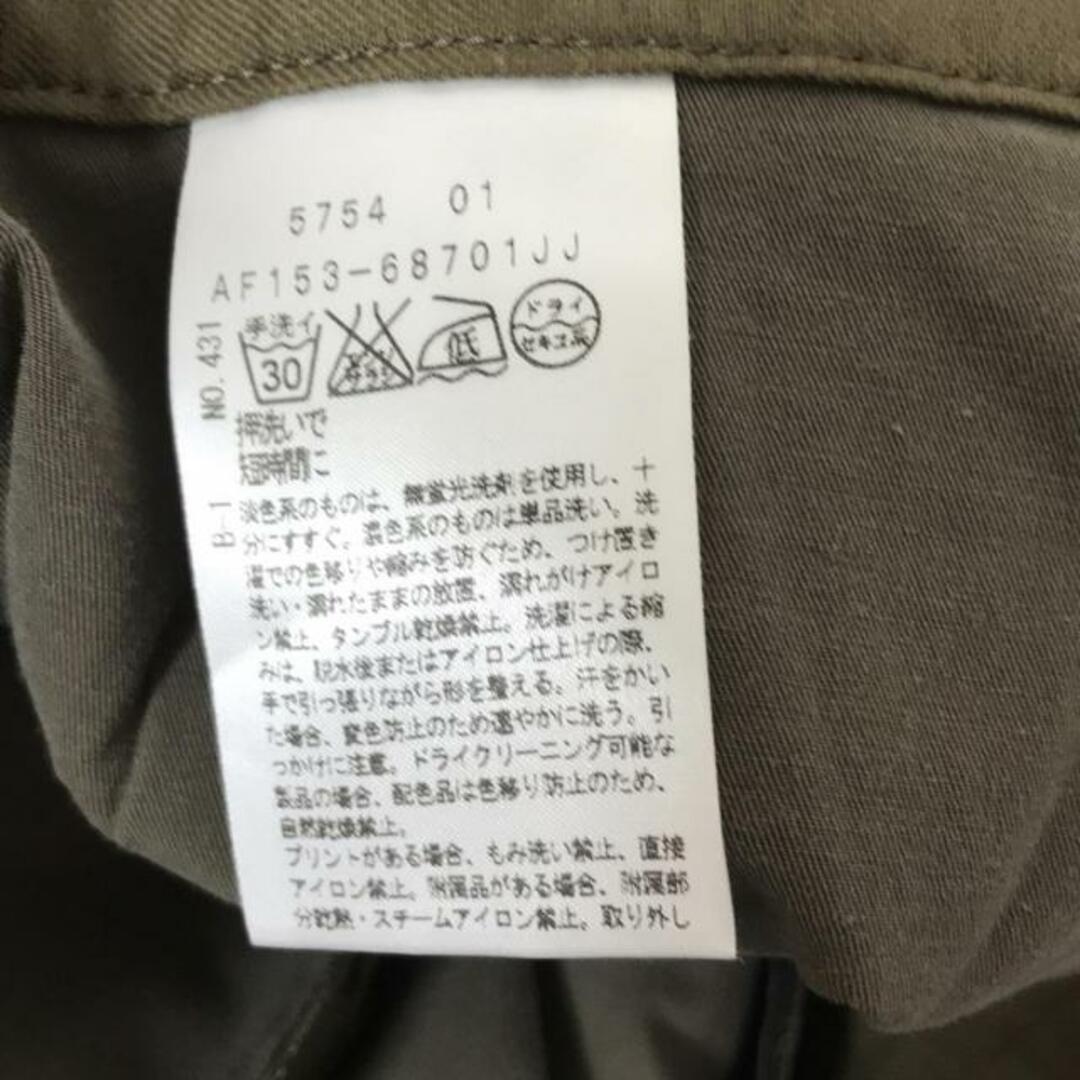 5754 01
AF153-68701JJ
NO.431
B-1
手洗イ
30
エンソ
サラシ
低
ドライ
セキユ系
押洗いで
短時間に
淡色系のものは、無蛍光洗剤を使用し、十
分にすすぐ。濃色系のものは単品洗い。洗
濯での色移りや縮みを防ぐため、つけ置き
洗い・濡れたままの放置、濡れがけアイロ
ン禁止、タンブル乾燥禁止。洗濯による縮
みは、脱水後またはアイロン仕上げの際、
手で引っ張りながら形を整える。汗をかい
た場合、変色防止のため速やかに洗う。引
っかけに注意。ドライクリーニング可能な
製品の場合、配色品は色移り防止のため、
自然乾燥禁止。
プリントがある場合、もみ洗い禁止、直接
アイロン禁止。附属品がある場合、附属部
分乾熱・スチームアイロン禁止。取り外し